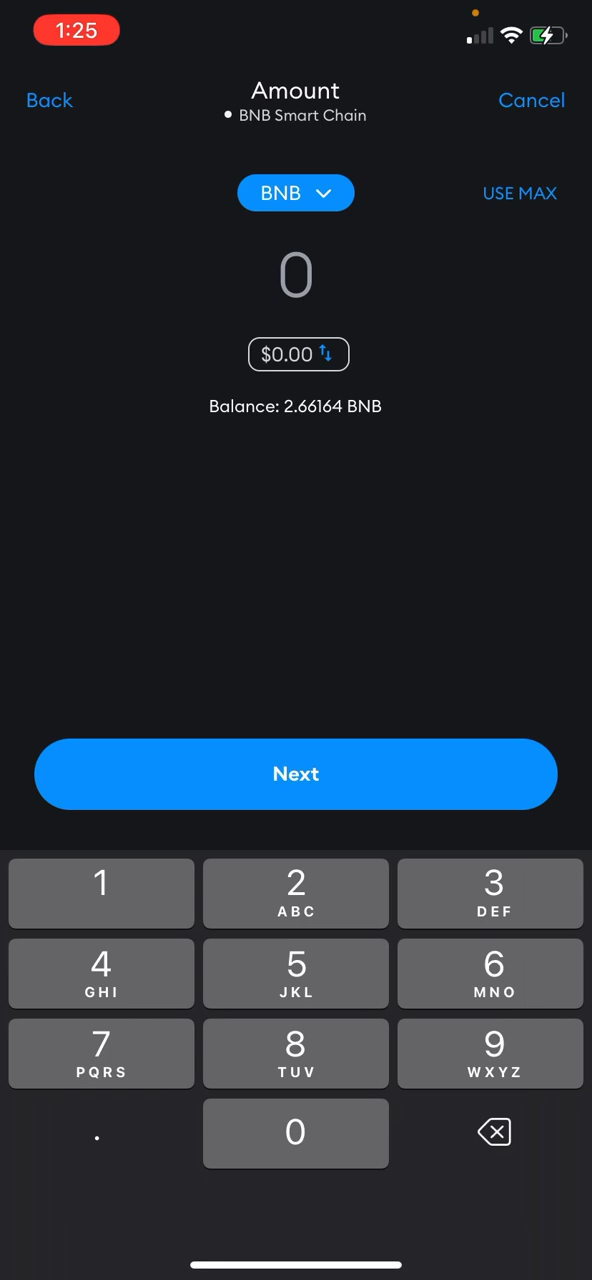 1:25
Back
Amount
Cancel
BNB Smart Chain
BNB
USE MAX
0
$0.00
Balance: 2.66164 BNB
Next
1
2
ABC
3
DEF
4
GHI
5
JKL
6
MNO
7
PQRS
8
TUV
9
WXYZ
.
0